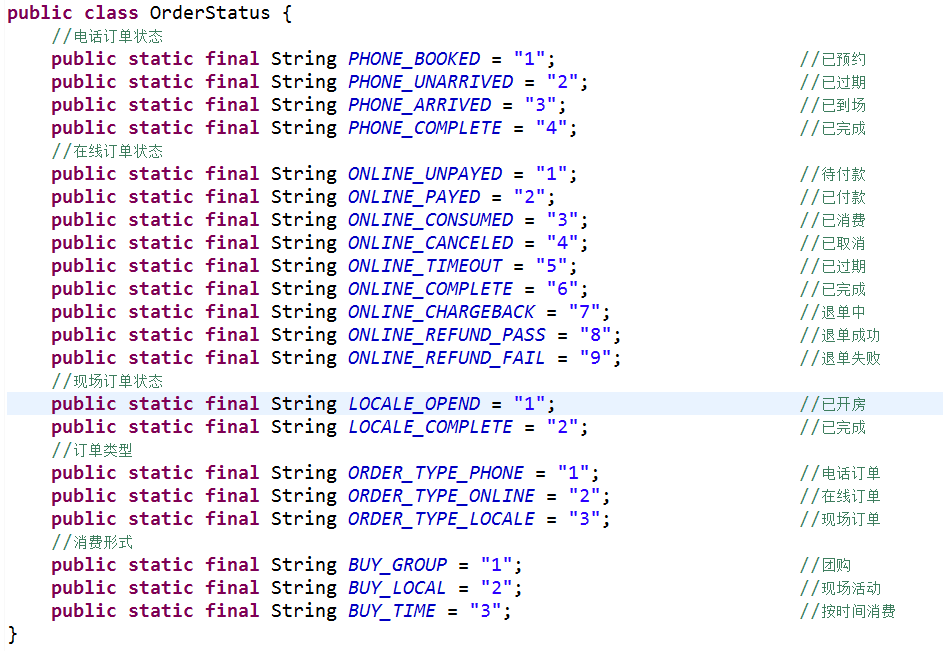 public class OrderStatus {
//电话订单状态
public static final String PHONE_BOOKED = "1"; //已预约
public static final String PHONE_UNARRIVED = "2"; //已过期
public static final String PHONE_ARRIVED = "3"; //已到场
public static final String PHONE_COMPLETE = "4"; //已完成
//在线订单状态
public static final String ONLINE_UNPAYED = "1"; //待付款
public static final String ONLINE_PAYED = "2"; //已付款
public static final String ONLINE_CONSUMED = "3"; //已消费
public static final String ONLINE_CANCELED = "4"; //已取消
public static final String ONLINE_TIMEOUT = "5"; //已过期
public static final String ONLINE_COMPLETE = "6"; //已完成
public static final String ONLINE_CHARGEBACK = "7"; //退单中
public static final String ONLINE_REFUND_PASS = "8"; //退单成功
public static final String ONLINE_REFUND_FAIL = "9"; //退单失败
//现场订单状态
public static final String LOCALE_OPEND = "1"; //已开房
public static final String LOCALE_COMPLETE = "2"; //已完成
//订单类型
public static final String ORDER_TYPE_PHONE = "1"; //电话订单
public static final String ORDER_TYPE_ONLINE = "2"; //在线订单
public static final String ORDER_TYPE_LOCALE = "3"; //现场订单
//消费形式
public static final String BUY_GROUP = "1"; //团购
public static final String BUY_LOCAL = "2"; //现场活动
public static final String BUY_TIME = "3"; //按时间消费
}